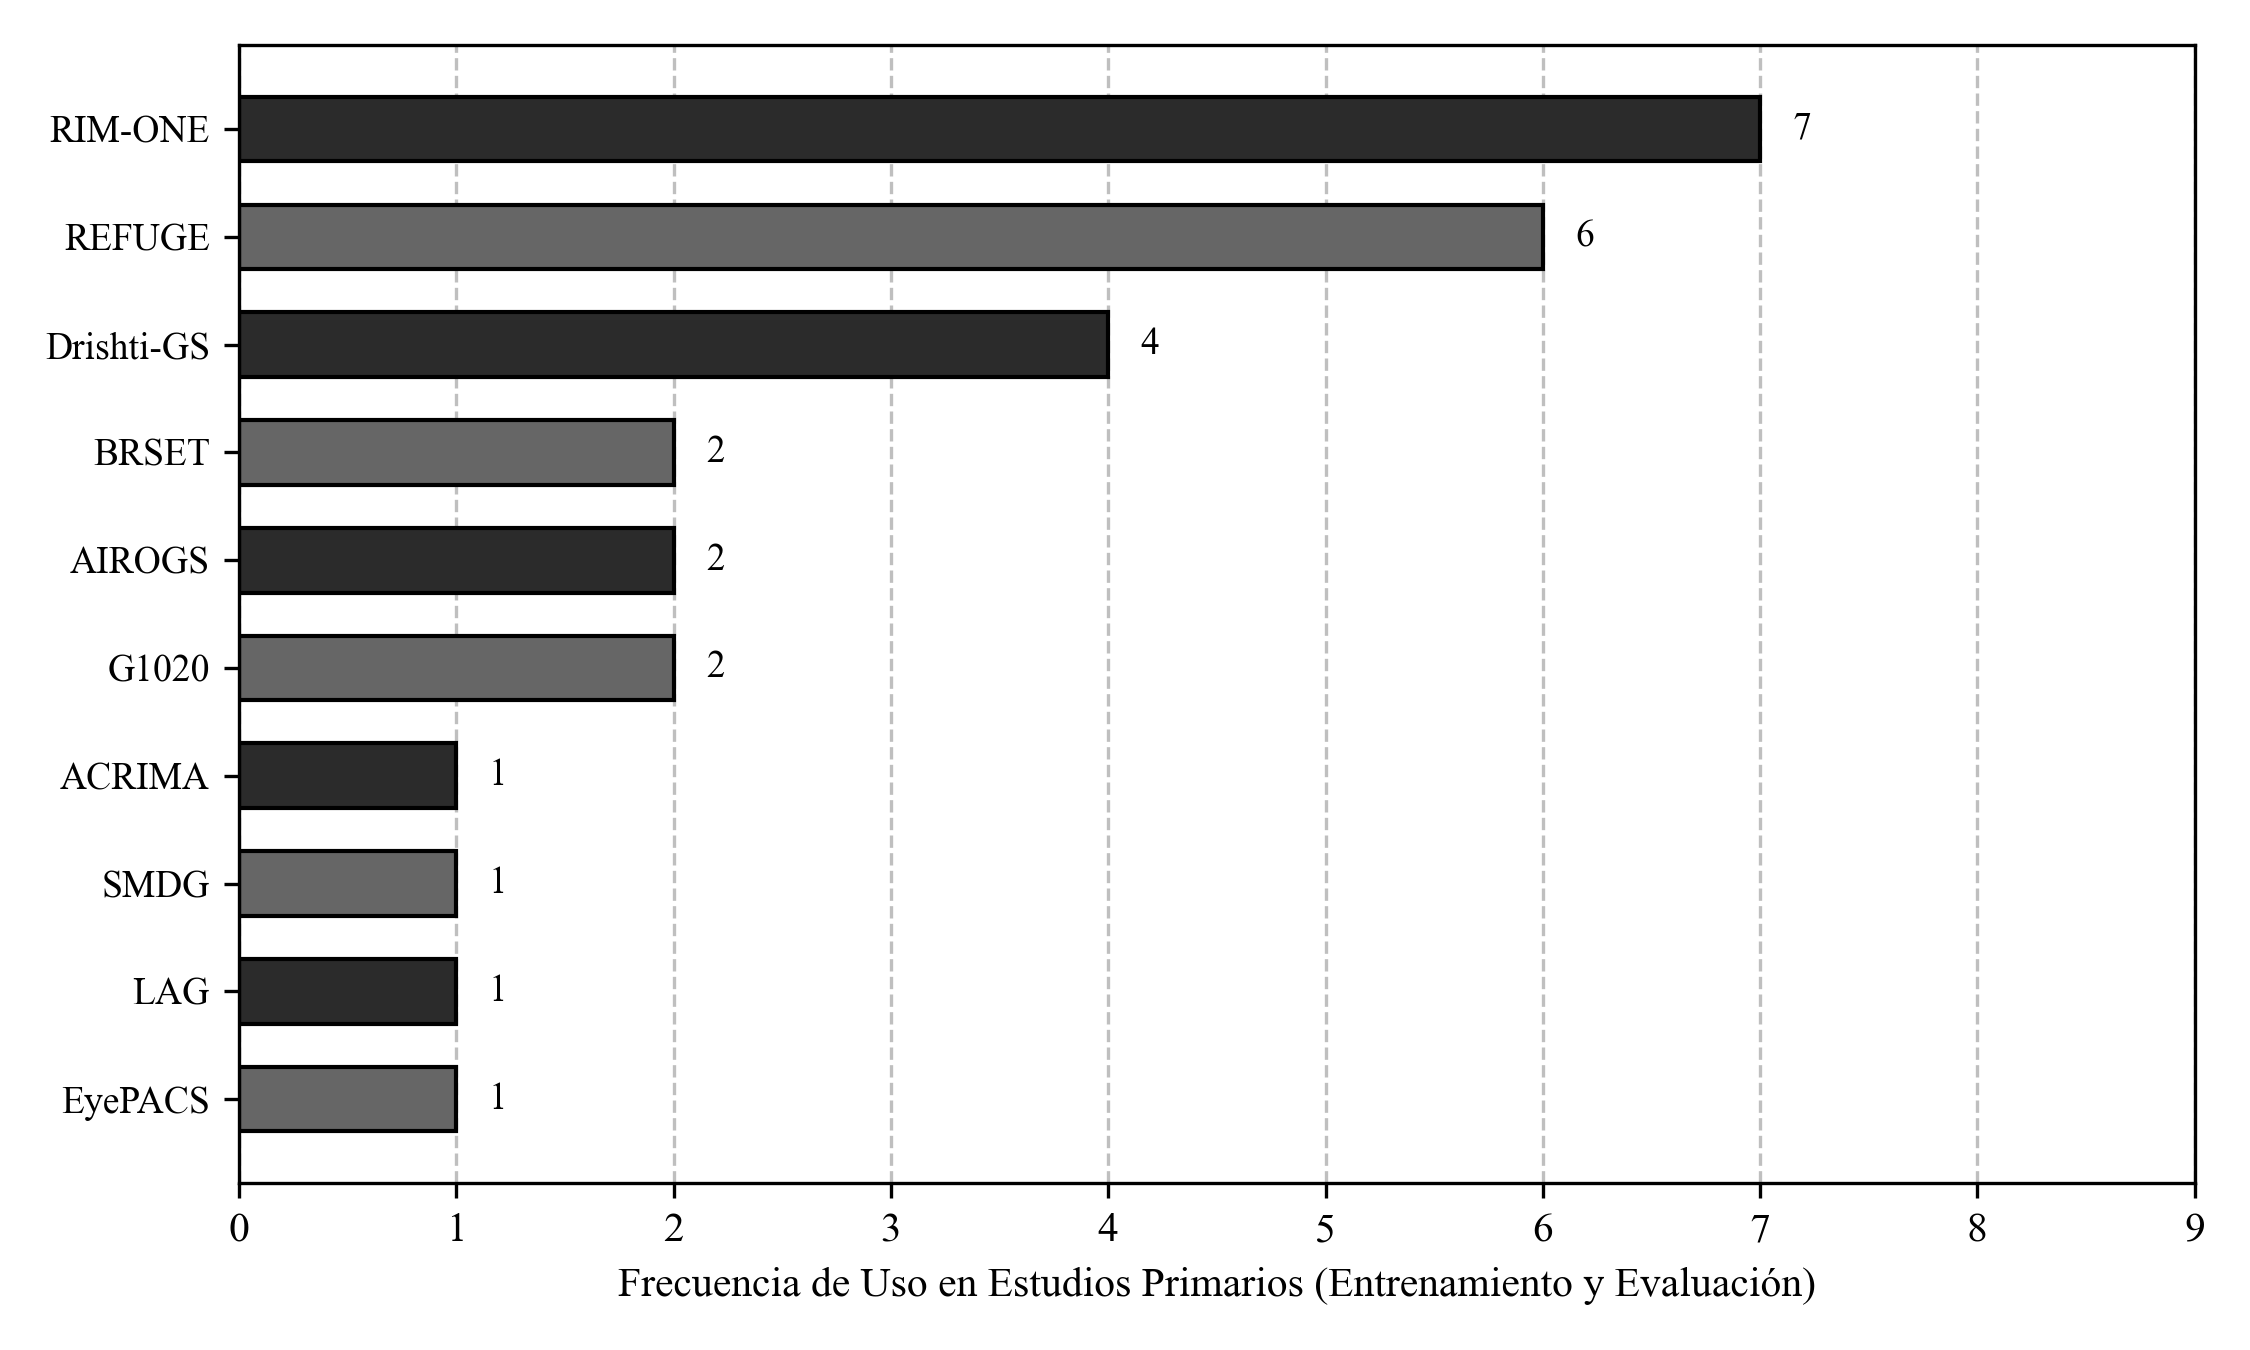 RIM-ONE 7
REFUGE 6
Drishti-GS 4
BRSET 2
AIROGS 2
G1020 2
ACRIMA 1
SMDG 1
LAG 1
EyePACS 1
0 1 2 3 4 5 6 7 8 9
Frecuencia de Uso en Estudios Primarios (Entrenamiento y Evaluación)